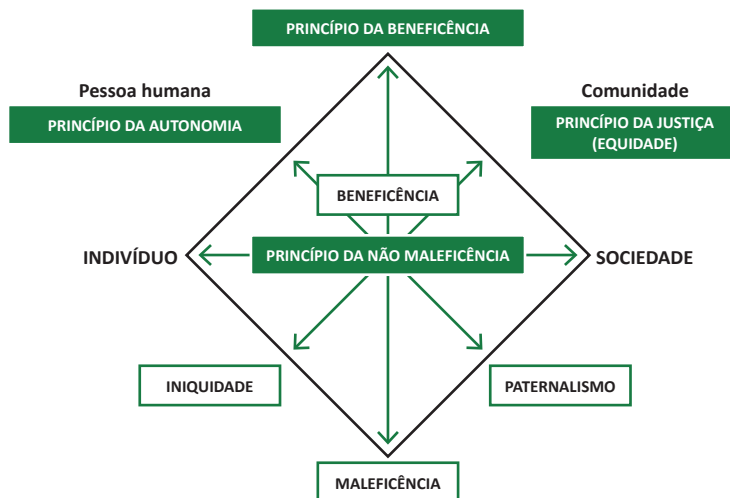 PRINCÍPIO DA BENEFICÊNCIA
Pessoa humana
PRINCÍPIO DA AUTONOMIA
Comunidade
PRINCÍPIO DA JUSTIÇA
(EQUIDADE)
BENEFICÊNCIA
INDIVÍDUO
PRINCÍPIO DA NÃO MALEFICÊNCIA
SOCIEDADE
INIQUIDADE
PATERNALISMO
MALEFICÊNCIA